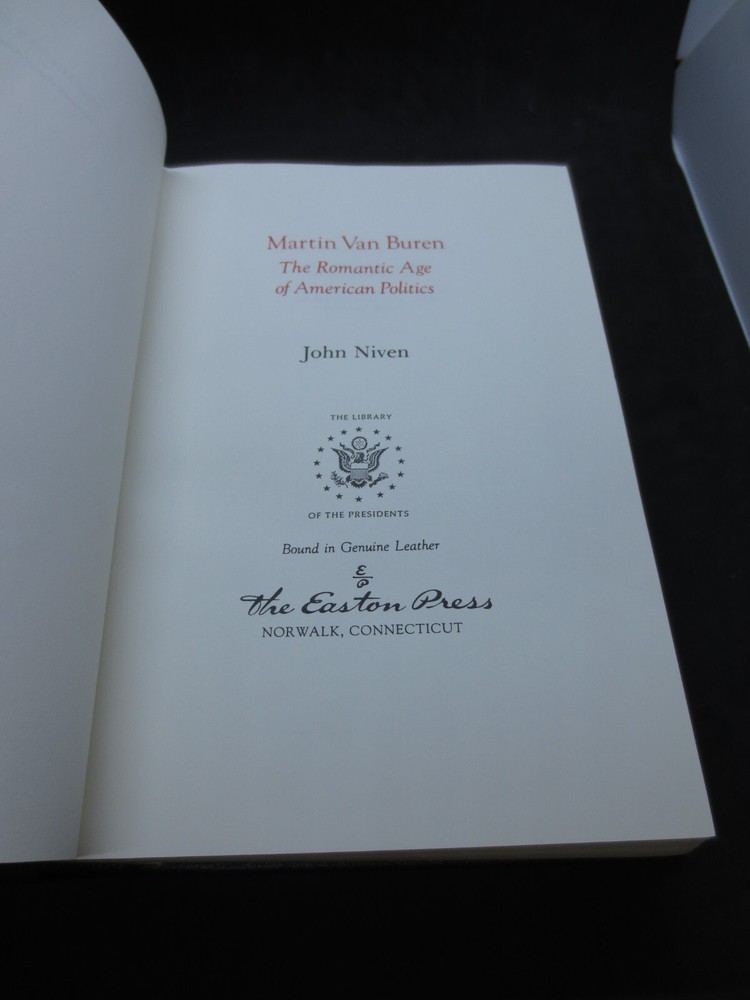 Martin Van Buren
The Romantic Age
of American Politics
John Niven
THE LIBRARY
OF THE PRESIDENTS
Bound in Genuine Leather
E
P
The Easton Press
NORWALK, CONNECTICUT